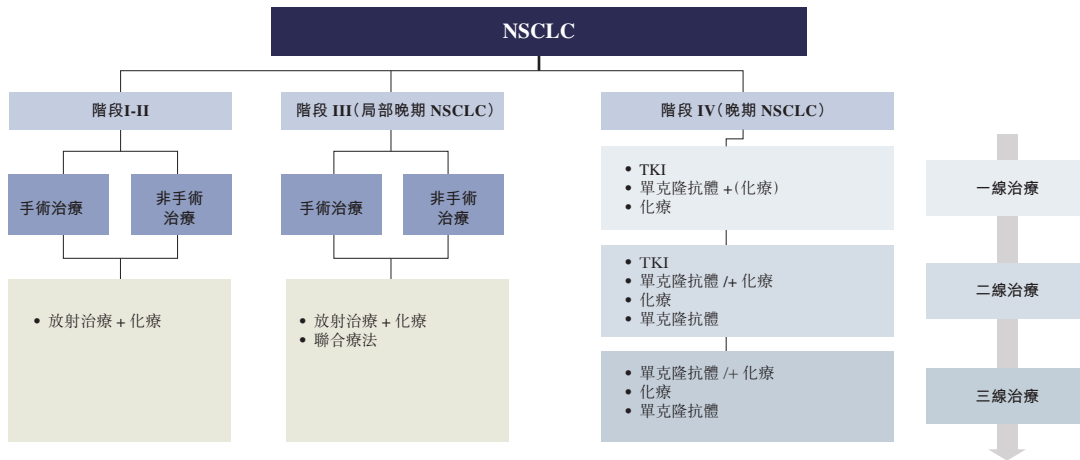 NSCLC
階段I-II
階段 III（局部晚期 NSCLC）
階段 IV（晚期 NSCLC）
手術治療
非手術
治療
手術治療
非手術
治療
• 放射治療 + 化療
• 放射治療 + 化療
• 聯合療法
• TKI
• 單克隆抗體 +（化療）
• 化療
一線治療
• TKI
• 單克隆抗體 /+ 化療
• 化療
• 單克隆抗體
二線治療
• 單克隆抗體 /+ 化療
• 化療
• 單克隆抗體
三線治療